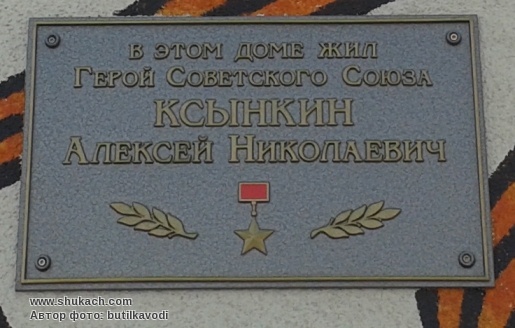 В ЭТОМ ДОМЕ ЖИЛ
ГЕРОЙ СОВЕТСКОГО СОЮЗА
КСЫНКИН
АЛЕКСЕЙ НИКОЛАЕВИЧ
www.shukach.com
Автор фото: butilkavodi